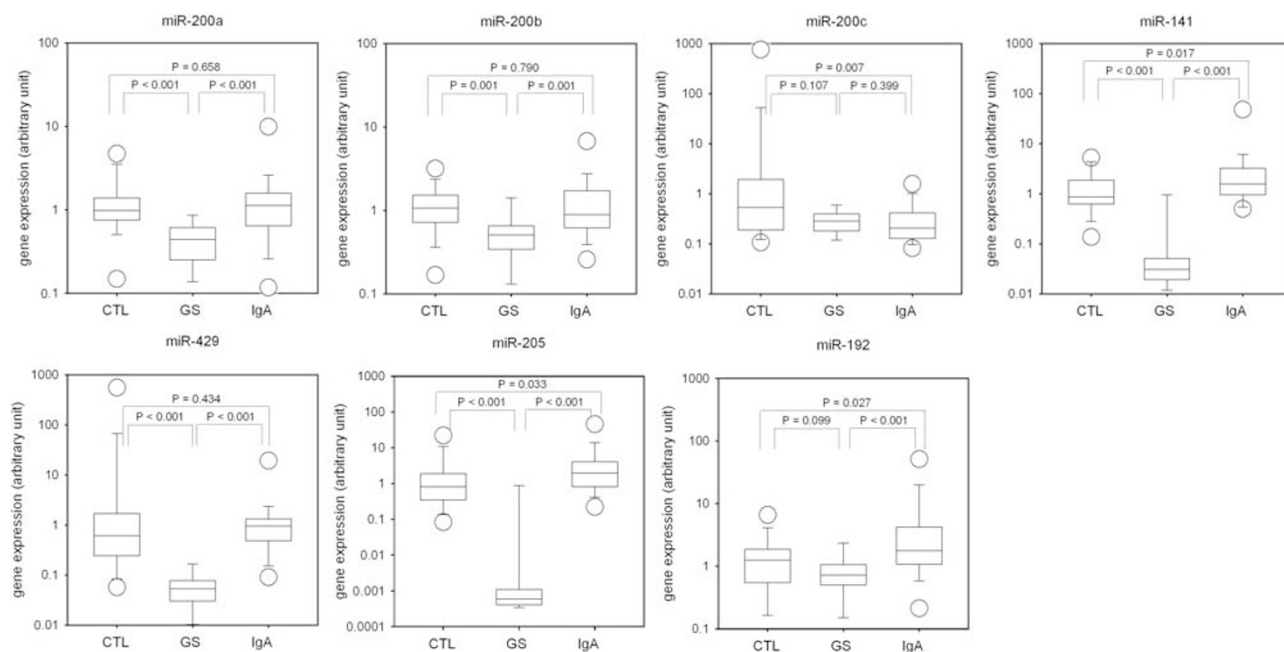 miR-200a
gene expression (arbitrary unit)
100
10
1
0.1
P = 0.658
P < 0.001
P < 0.001
CTL
GS
IgA
miR-200b
gene expression (arbitrary unit)
100
10
1
0.1
P = 0.790
P = 0.001
P = 0.001
CTL
GS
IgA
miR-200c
gene expression (arbitrary unit)
1000
100
10
1
0.1
0.01
P = 0.007
P = 0.107
P = 0.399
CTL
GS
IgA
miR-141
gene expression (arbitrary unit)
1000
100
10
1
0.1
0.01
P = 0.017
P < 0.001
P < 0.001
CTL
GS
IgA
miR-429
gene expression (arbitrary unit)
1000
100
10
1
0.1
0.01
P = 0.434
P < 0.001
P < 0.001
CTL
GS
IgA
miR-205
gene expression (arbitrary unit)
1000
100
10
1
0.1
0.01
0.001
0.0001
P = 0.033
P < 0.001
P < 0.001
CTL
GS
IgA
miR-192
gene expression (arbitrary unit)
1000
100
10
1
0.1
P = 0.027
P = 0.099
P < 0.001
CTL
GS
IgA